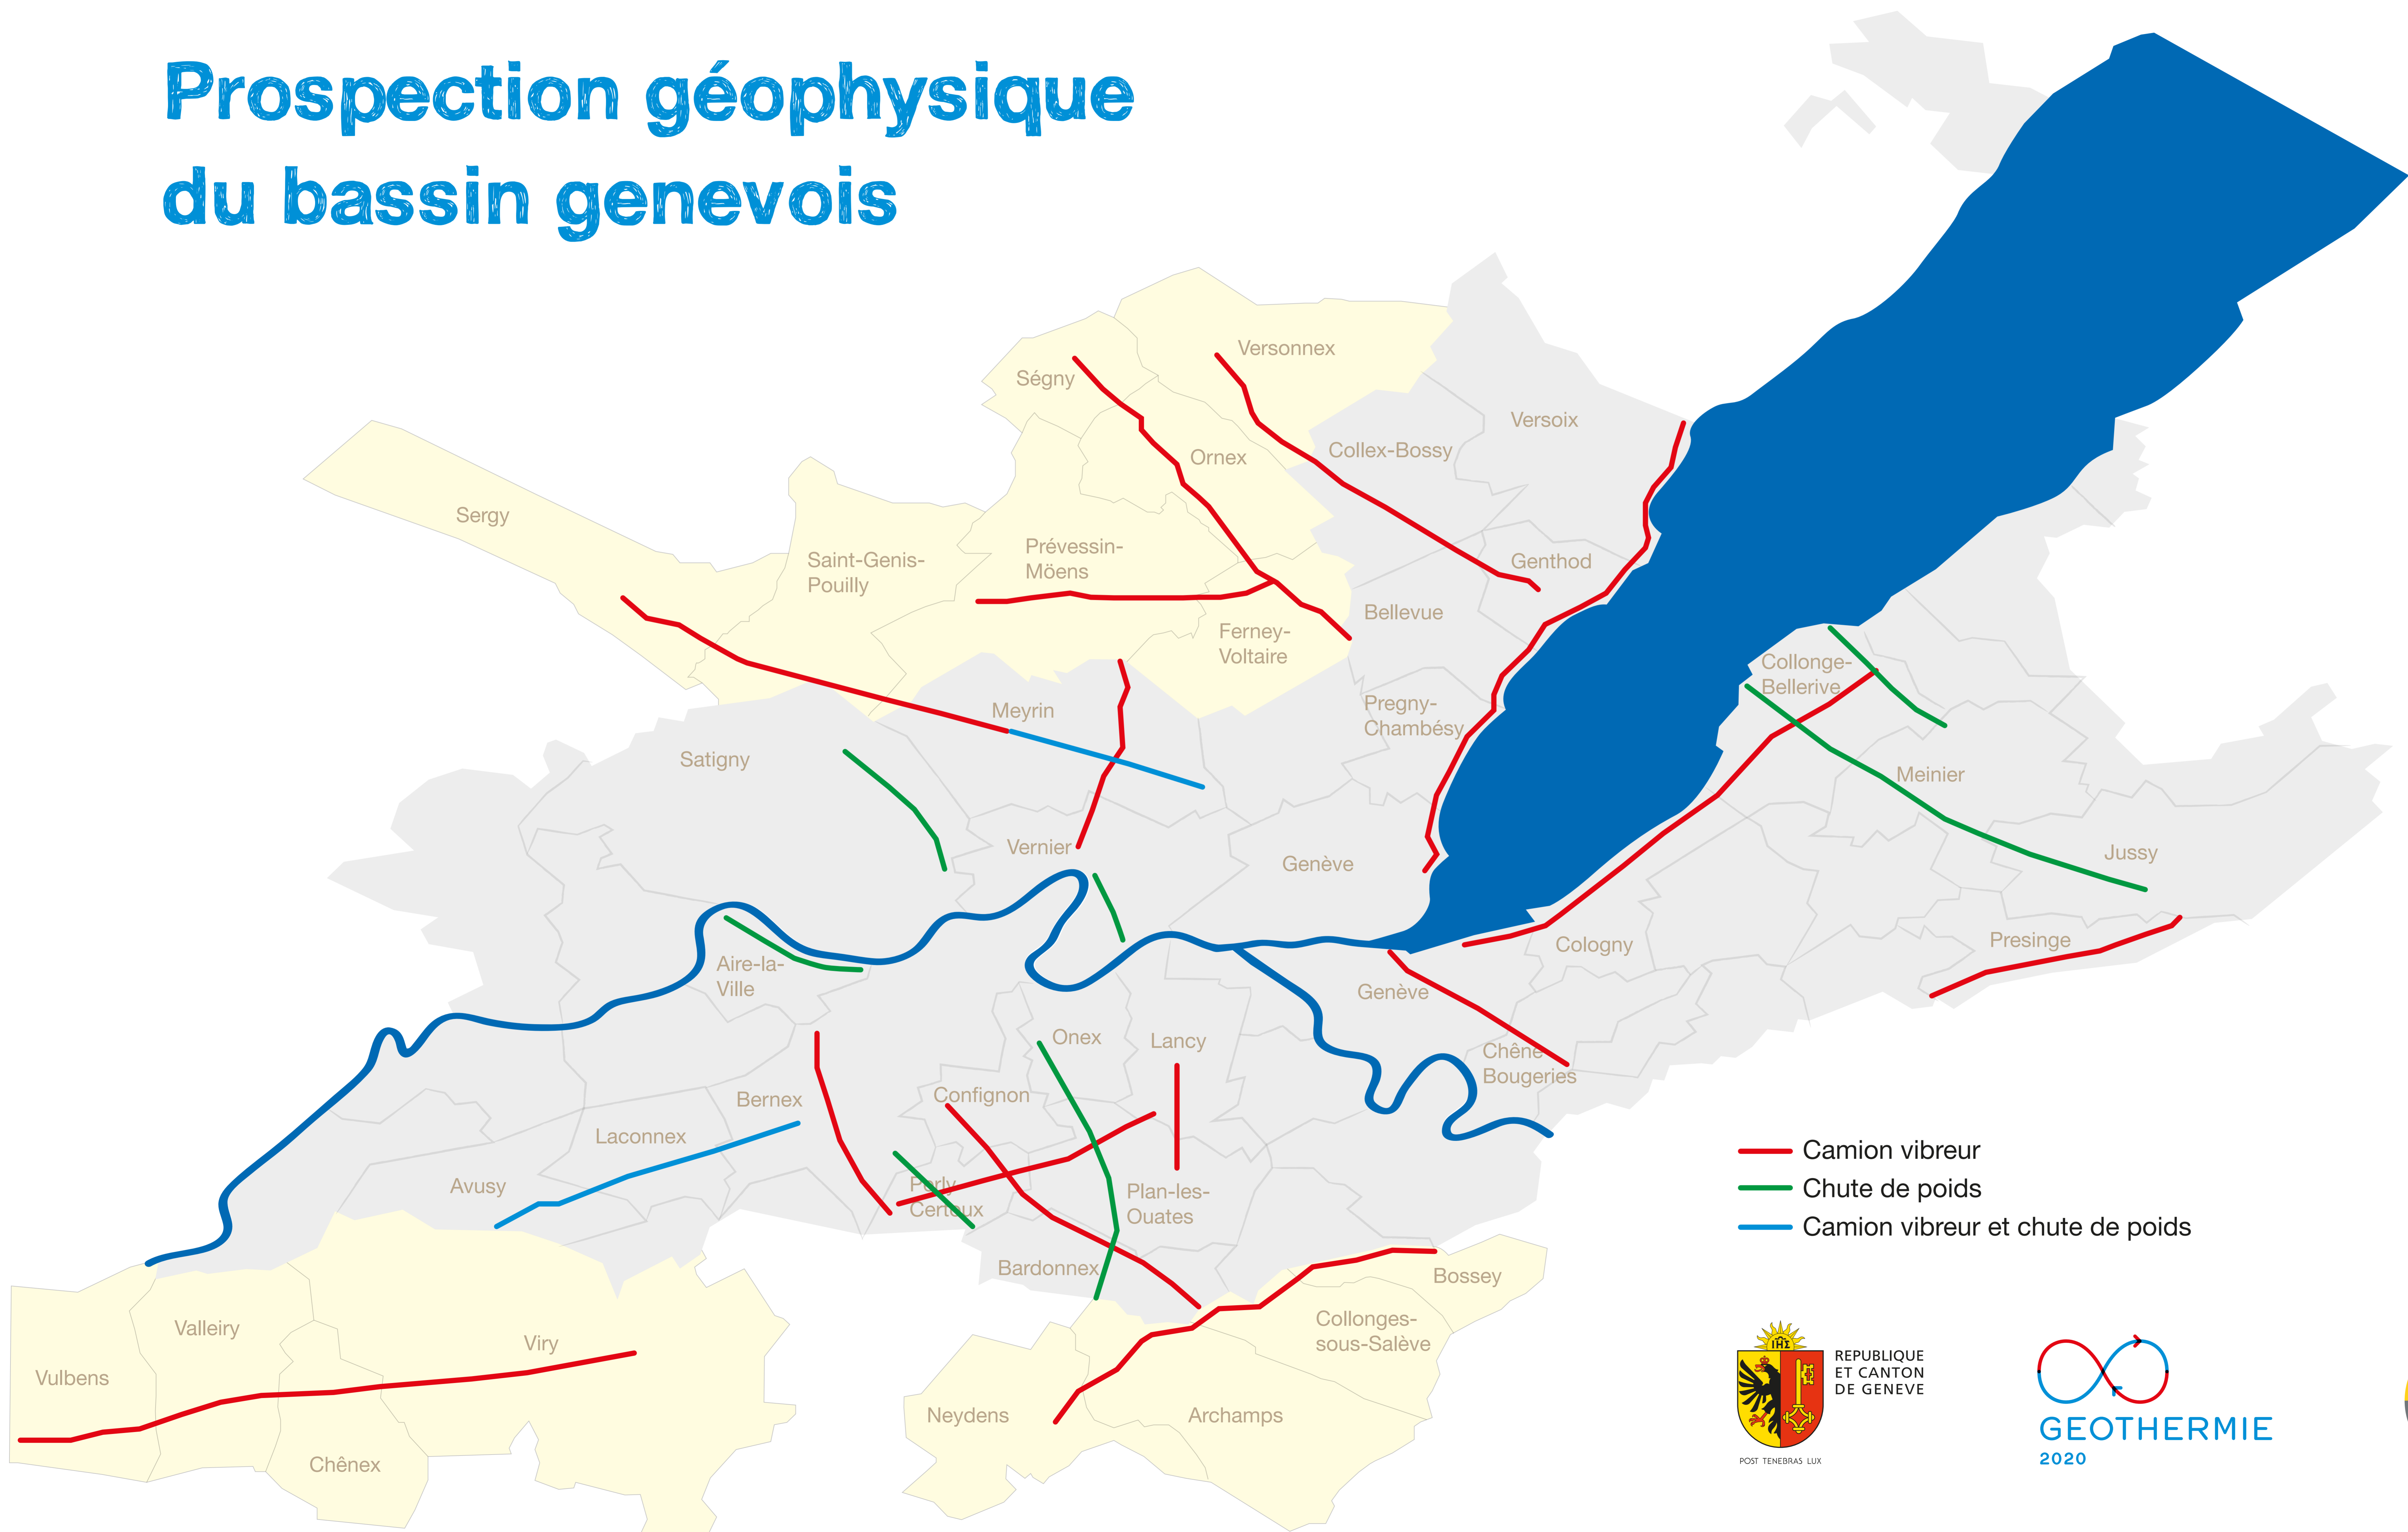 Prospection géophysique
du bassin genevois
Versonnex
Ségny
Versoix
Collex-Bossy
Ornex
Sergy
Prévessin-
Möens
Saint-Genis-
Pouilly
Genthod
Bellevue
Ferney-
Voltaire
Collonge-
Bellerive
Pregny-
Chambésy
Meyrin
Satigny
Meinier
Vernier
Jussy
Genève
Presinge
Cologny
Aire-la-
Ville
Genève
Onex
Lancy
Chêne
Bougeries
Confignon
Bernex
Laconnex
Avusy
Perly
Certoux
Plan-les-
Ouates
Bardonnex
Bossey
Collonges-
sous-Salève
Valleiry
Viry
Vulbens
Neydens
Archamps
Chênex
Camion vibreur
Chute de poids
Camion vibreur et chute de poids
IHS
REPUBLIQUE
ET CANTON
DE GENEVE
POST TENEBRAS LUX
GEOTHERMIE
2020